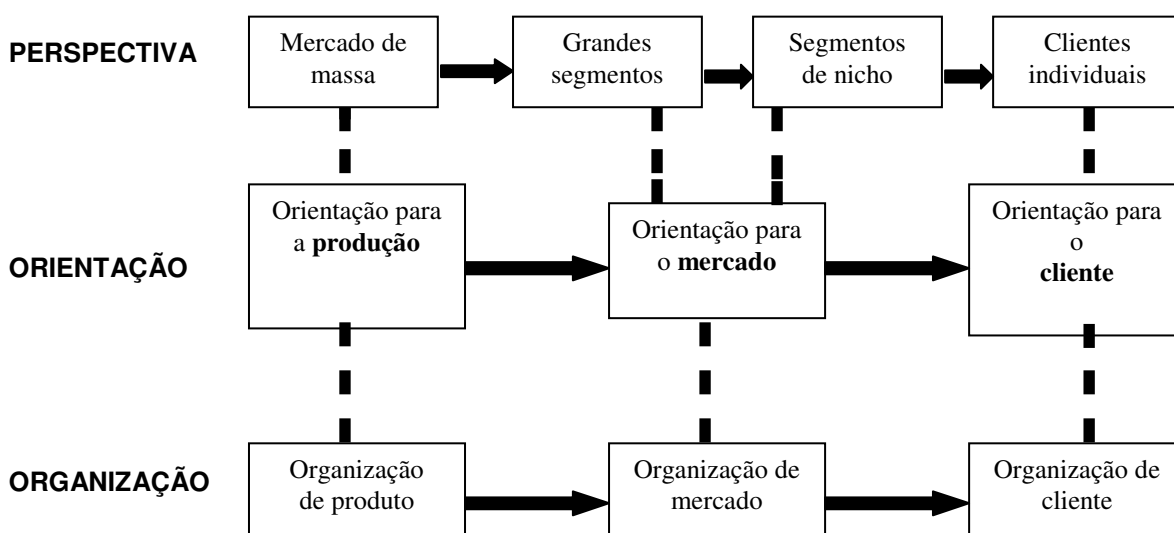 PERSPECTIVA
Mercado de
massa
Grandes
segmentos
Segmentos
de nicho
Clientes
individuais
ORIENTAÇÃO
Orientação para
a produção
Orientação para
o mercado
Orientação para
o
cliente
ORGANIZAÇÃO
Organização
de produto
Organização de
mercado
Organização de
cliente